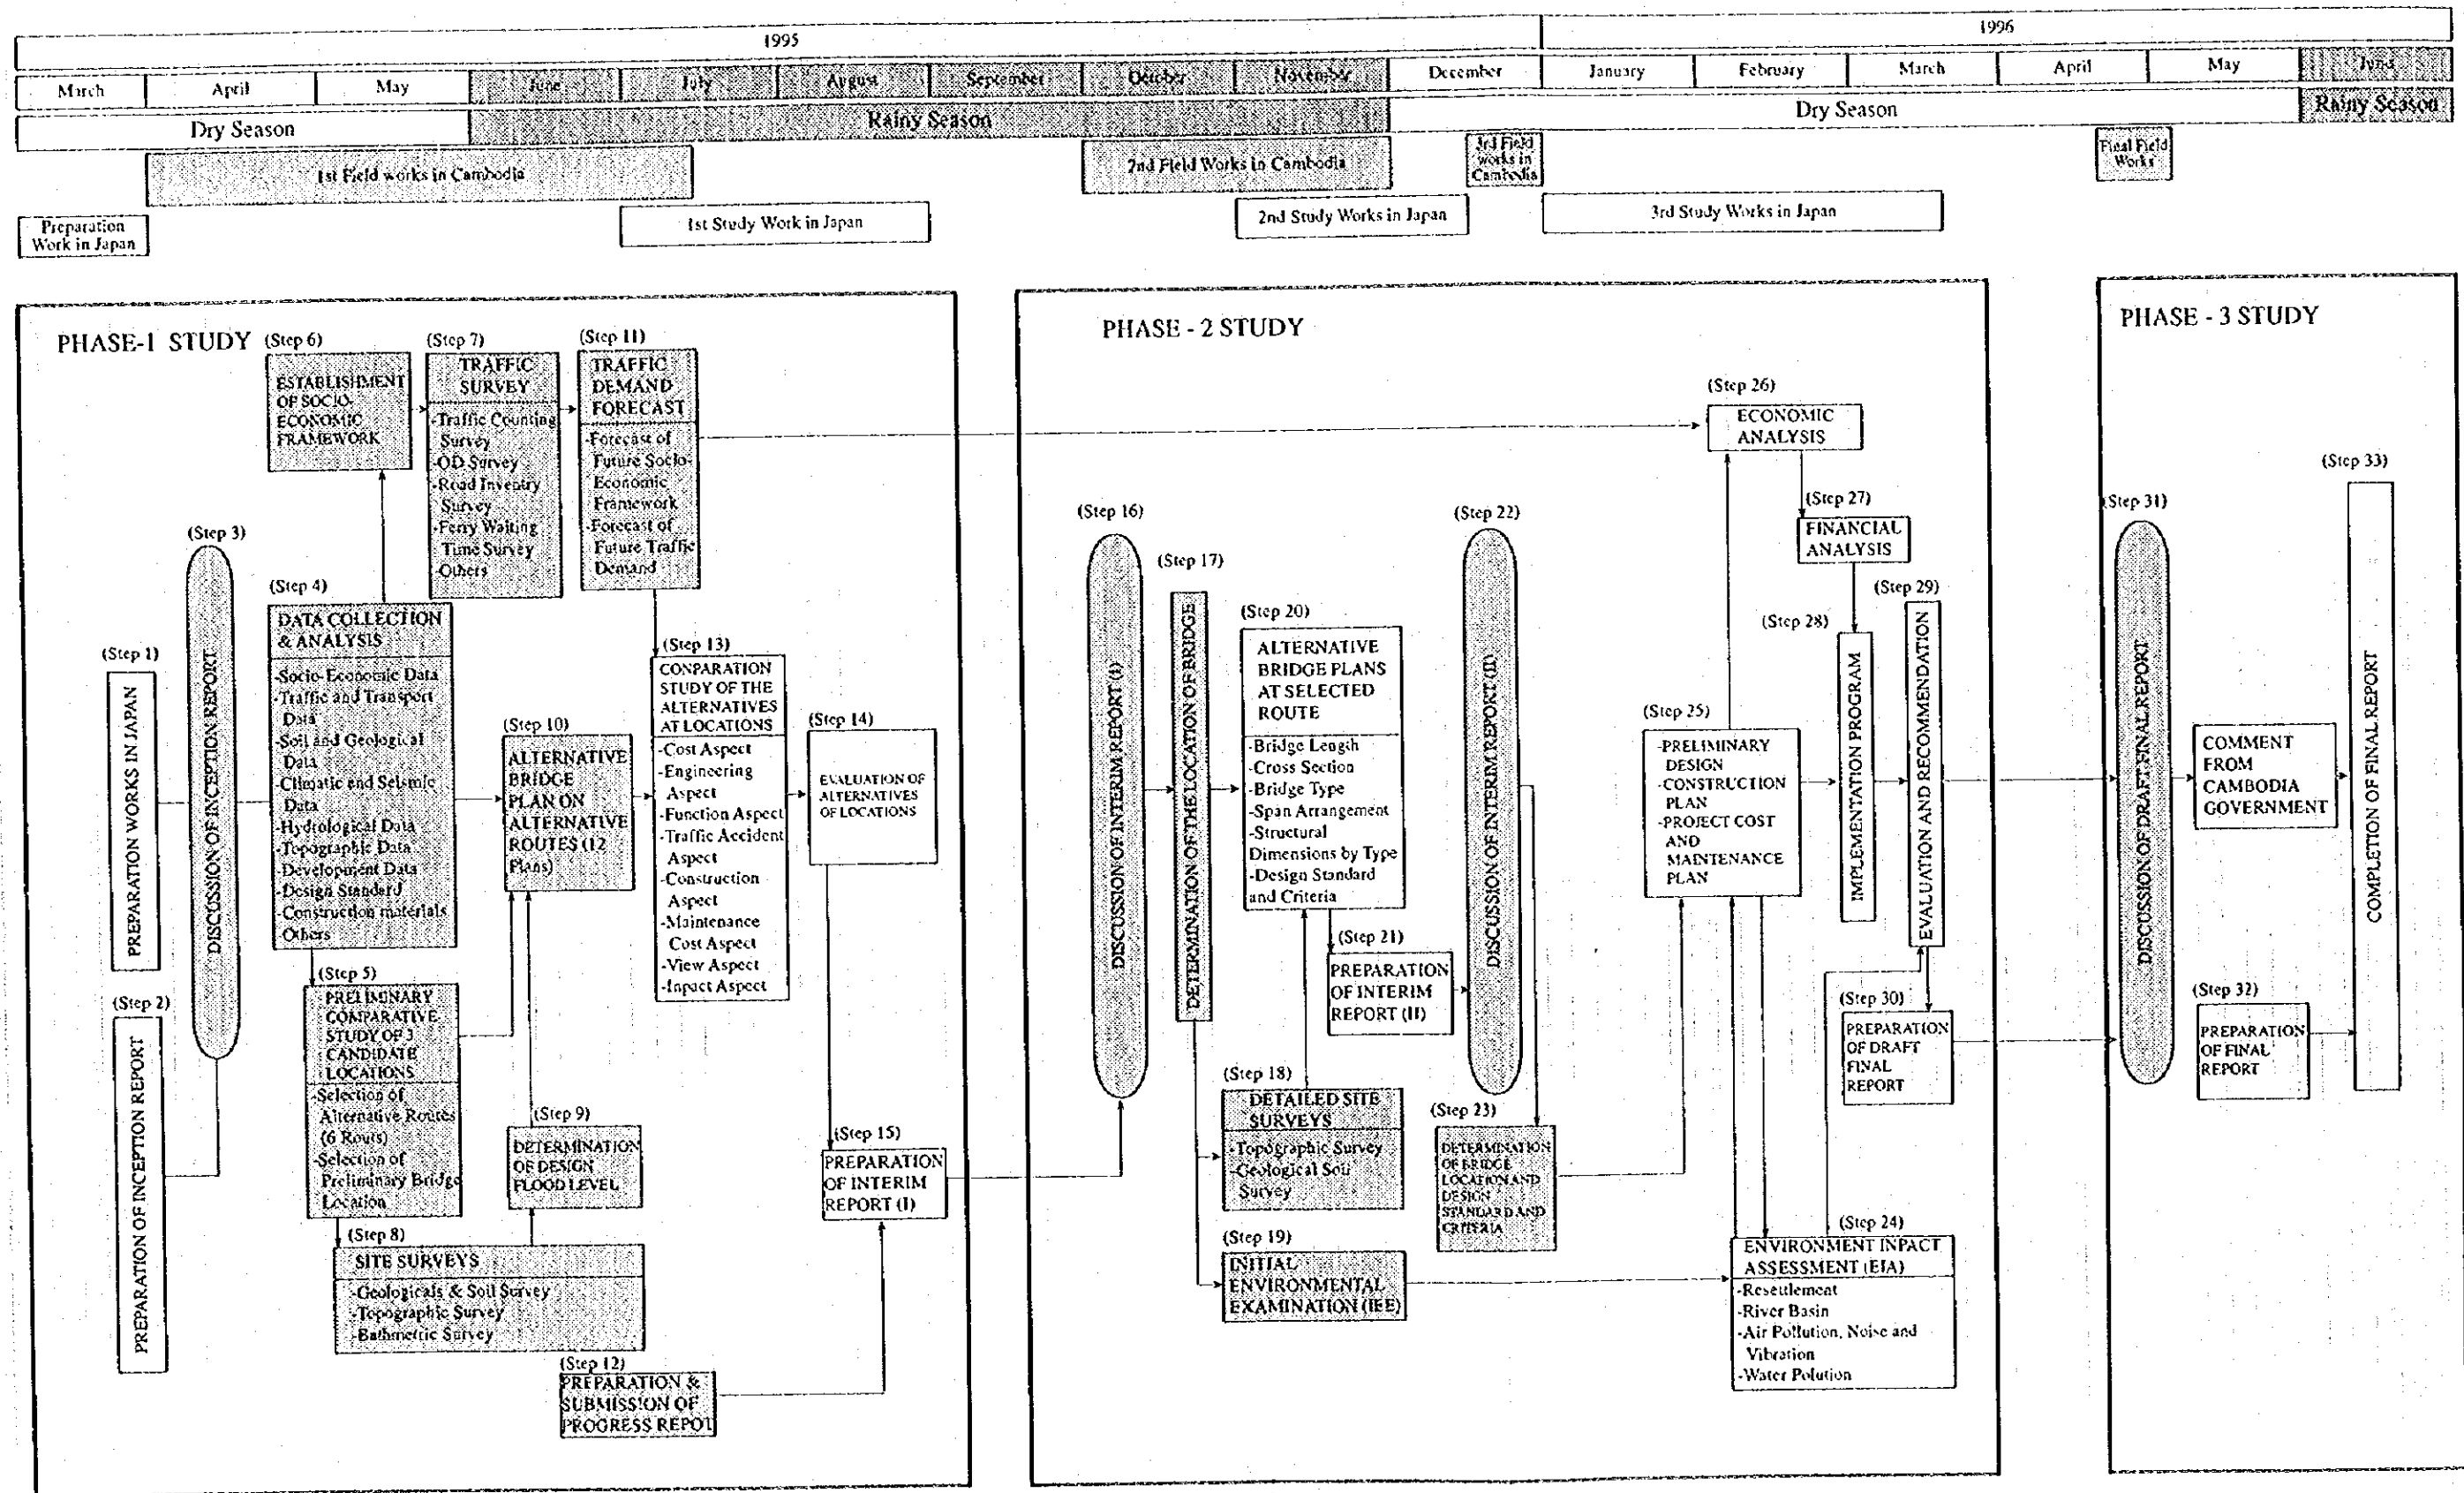 1995
1996
March
April
May
June
July
August
September
October
November
December
January
February
March
April
May
June
Dry Season
Rainy Season
Dry Season
Rainy Season
1st Field works in Cambodia
2nd Field Works in Cambodia
3rd Field
works in
Cambodia
Final Field
Works
Preparation
Work in Japan
1st Study Work in Japan
2nd Study Works in Japan
3rd Study Works in Japan
PHASE-1 STUDY
(Step 1)
PREPARATION WORKS IN JAPAN
(Step 2)
PREPARATION OF INCEPTION REPORT
(Step 3)
DISCUSSION OF INCEPTION REPORT
(Step 4)
DATA COLLECTION
& ANALYSIS
-Socio-Economic Data
-Traffic and Transport
Data
-Soil and Geological
Data
-Climatic and Seismic
Data
-Hydrological Data
-Topographic Data
-Development Data
-Design Standard
-Construction materials
-Others
(Step 5)
PRELIMINARY
COMPARATIVE
STUDY OF 3
CANDIDATE
LOCATIONS
-Selection of
Alternative Routes
(6 Routs)
-Selection of
Preliminary Bridge
Location
(Step 6)
ESTABLISHMENT
OF SOCIO-
ECONOMIC
FRAMEWORK
(Step 7)
TRAFFIC
SURVEY
-Traffic Counting
Survey
-OD Survey
-Road Inventry
Survey
-Ferry Waiting
Time Survey
-Others
(Step 8)
SITE SURVEYS
-Geologicals & Soil Survey
-Topographic Survey
-Bathmetric Survey
(Step 9)
DETERMINATION
OF DESIGN
FLOOD LEVEL
(Step 10)
ALTERNATIVE
BRIDGE
PLAN ON
ALTERNATIVE
ROUTES (12
Plans)
(Step 11)
TRAFFIC
DEMAND
FORECAST
-Forecast of
Future Socio-
Economic
Framework
-Forecast of
Future Traffic
Demand
(Step 12)
PREPARATION &
SUBMISSION OF
PROGRESS REPOT
(Step 13)
CONPARATION
STUDY OF THE
ALTERNATIVES
AT LOCATIONS
-Cost Aspect
-Engineering
Aspect
-Function Aspect
-Traffic Accident
Aspect
-Construction
Aspect
-Maintenance
Cost Aspect
-View Aspect
-Inpact Aspect
(Step 14)
EVALUATION OF
ALTERNATIVES
OF LOCATIONS
(Step 15)
PREPARATION
OF INTERIM
REPORT (I)
PHASE - 2 STUDY
(Step 16)
DISCUSSION OF INTERIM REPORT (I)
(Step 17)
DETERMINATION OF THE LOCATION OF BRIDGE
(Step 18)
DETAILED SITE
SURVEYS
-Topographic Survey
-Geological Soil
Survey
(Step 19)
INITIAL
ENVIRONMENTAL
EXAMINATION (IEE)
(Step 20)
ALTERNATIVE
BRIDGE PLANS
AT SELECTED
ROUTE
-Bridge Length
-Cross Section
-Bridge Type
-Span Arrangement
-Structural
Dimensions by Type
-Design Standard
and Criteria
(Step 21)
PREPARATION
OF INTERIM
REPORT (II)
(Step 22)
DISCUSSION OF INTERIM REPORT (II)
(Step 23)
DETERMINATION
OF BRIDGE
LOCATION AND
DESIGN
STANDARD AND
CRITERIA
(Step 24)
ENVIRONMENT INPACT
ASSESSMENT (EIA)
-Resettlement
-River Basin
-Air Pollution, Noise and
Vibration
-Water Polution
(Step 25)
-PRELIMINARY
DESIGN
-CONSTRUCTION
PLAN
-PROJECT COST
AND
MAINTENANCE
PLAN
(Step 26)
ECONOMIC
ANALYSIS
(Step 27)
FINANCIAL
ANALYSIS
(Step 28)
IMPLEMENTATION PROGRAM
(Step 29)
EVALUATION AND RECOMMENDATION
(Step 30)
PREPARATION
OF DRAFT
FINAL
REPORT
PHASE - 3 STUDY
(Step 31)
DISCUSSION OF DRAFT FINAL REPORT
COMMENT
FROM
CAMBODIA
GOVERNMENT
(Step 32)
PREPARATION
OF FINAL
REPORT
(Step 33)
COMPLETION OF FINAL REPORT